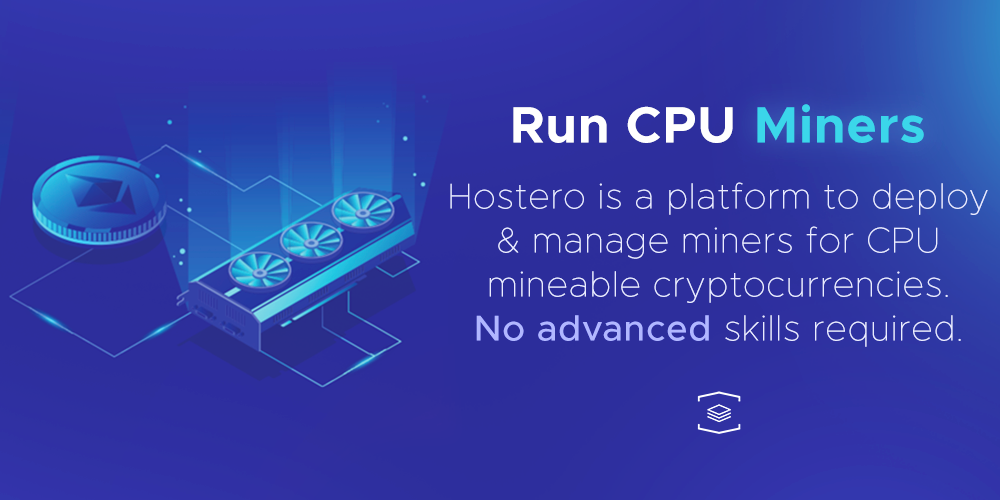 Run CPU Miners
Hostero is a platform to deploy
& manage miners for CPU
mineable cryptocurrencies.
No advanced skills required.